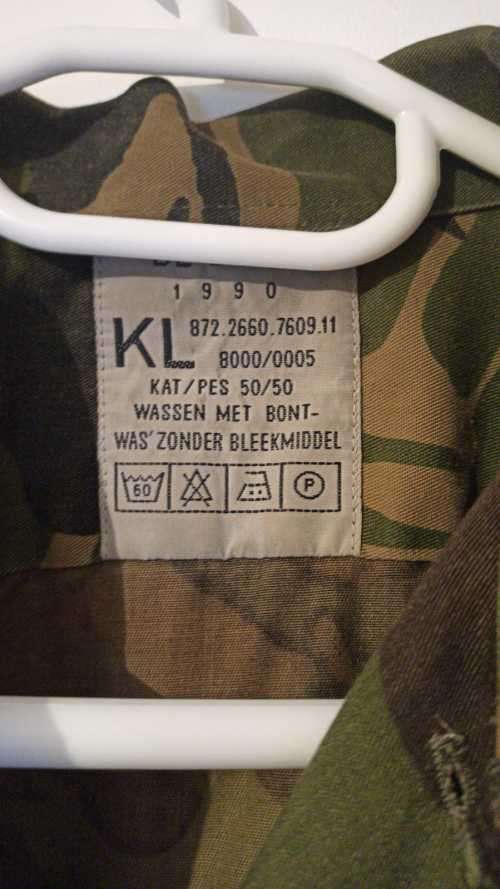 1990
KL 872.2660.7609.11
8000/0005
KAT/PES 50/50
WASSEN MET BONT-
WAS'ZONDER BLEEKMIDDEL
60 P